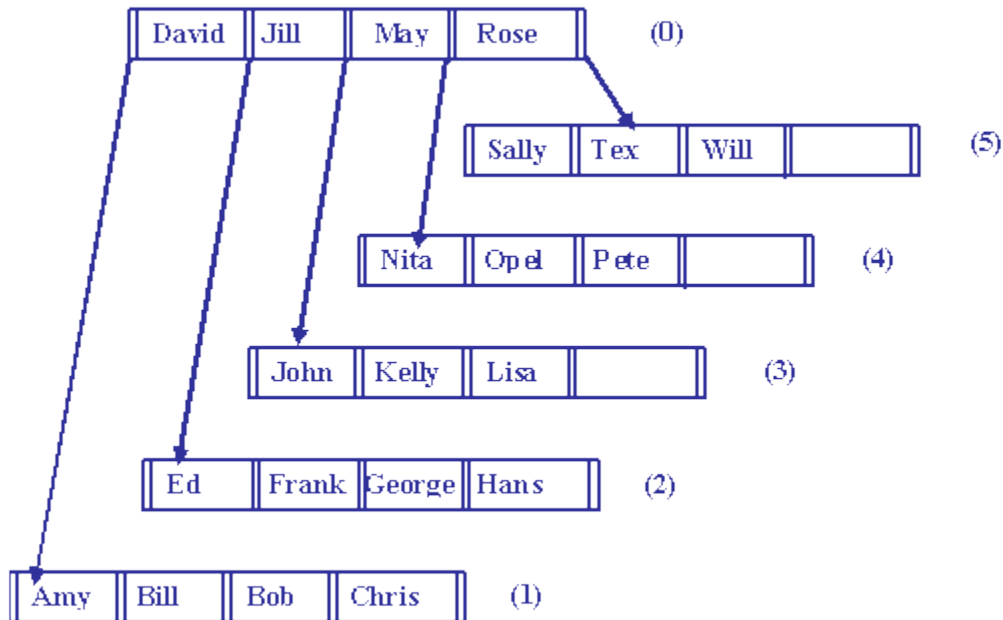 David Jill May Rose (0)
Sally Tex Will (5)
Nita Opel Pete (4)
John Kelly Lisa (3)
Ed Frank George Hans (2)
Amy Bill Bob Chris (1)